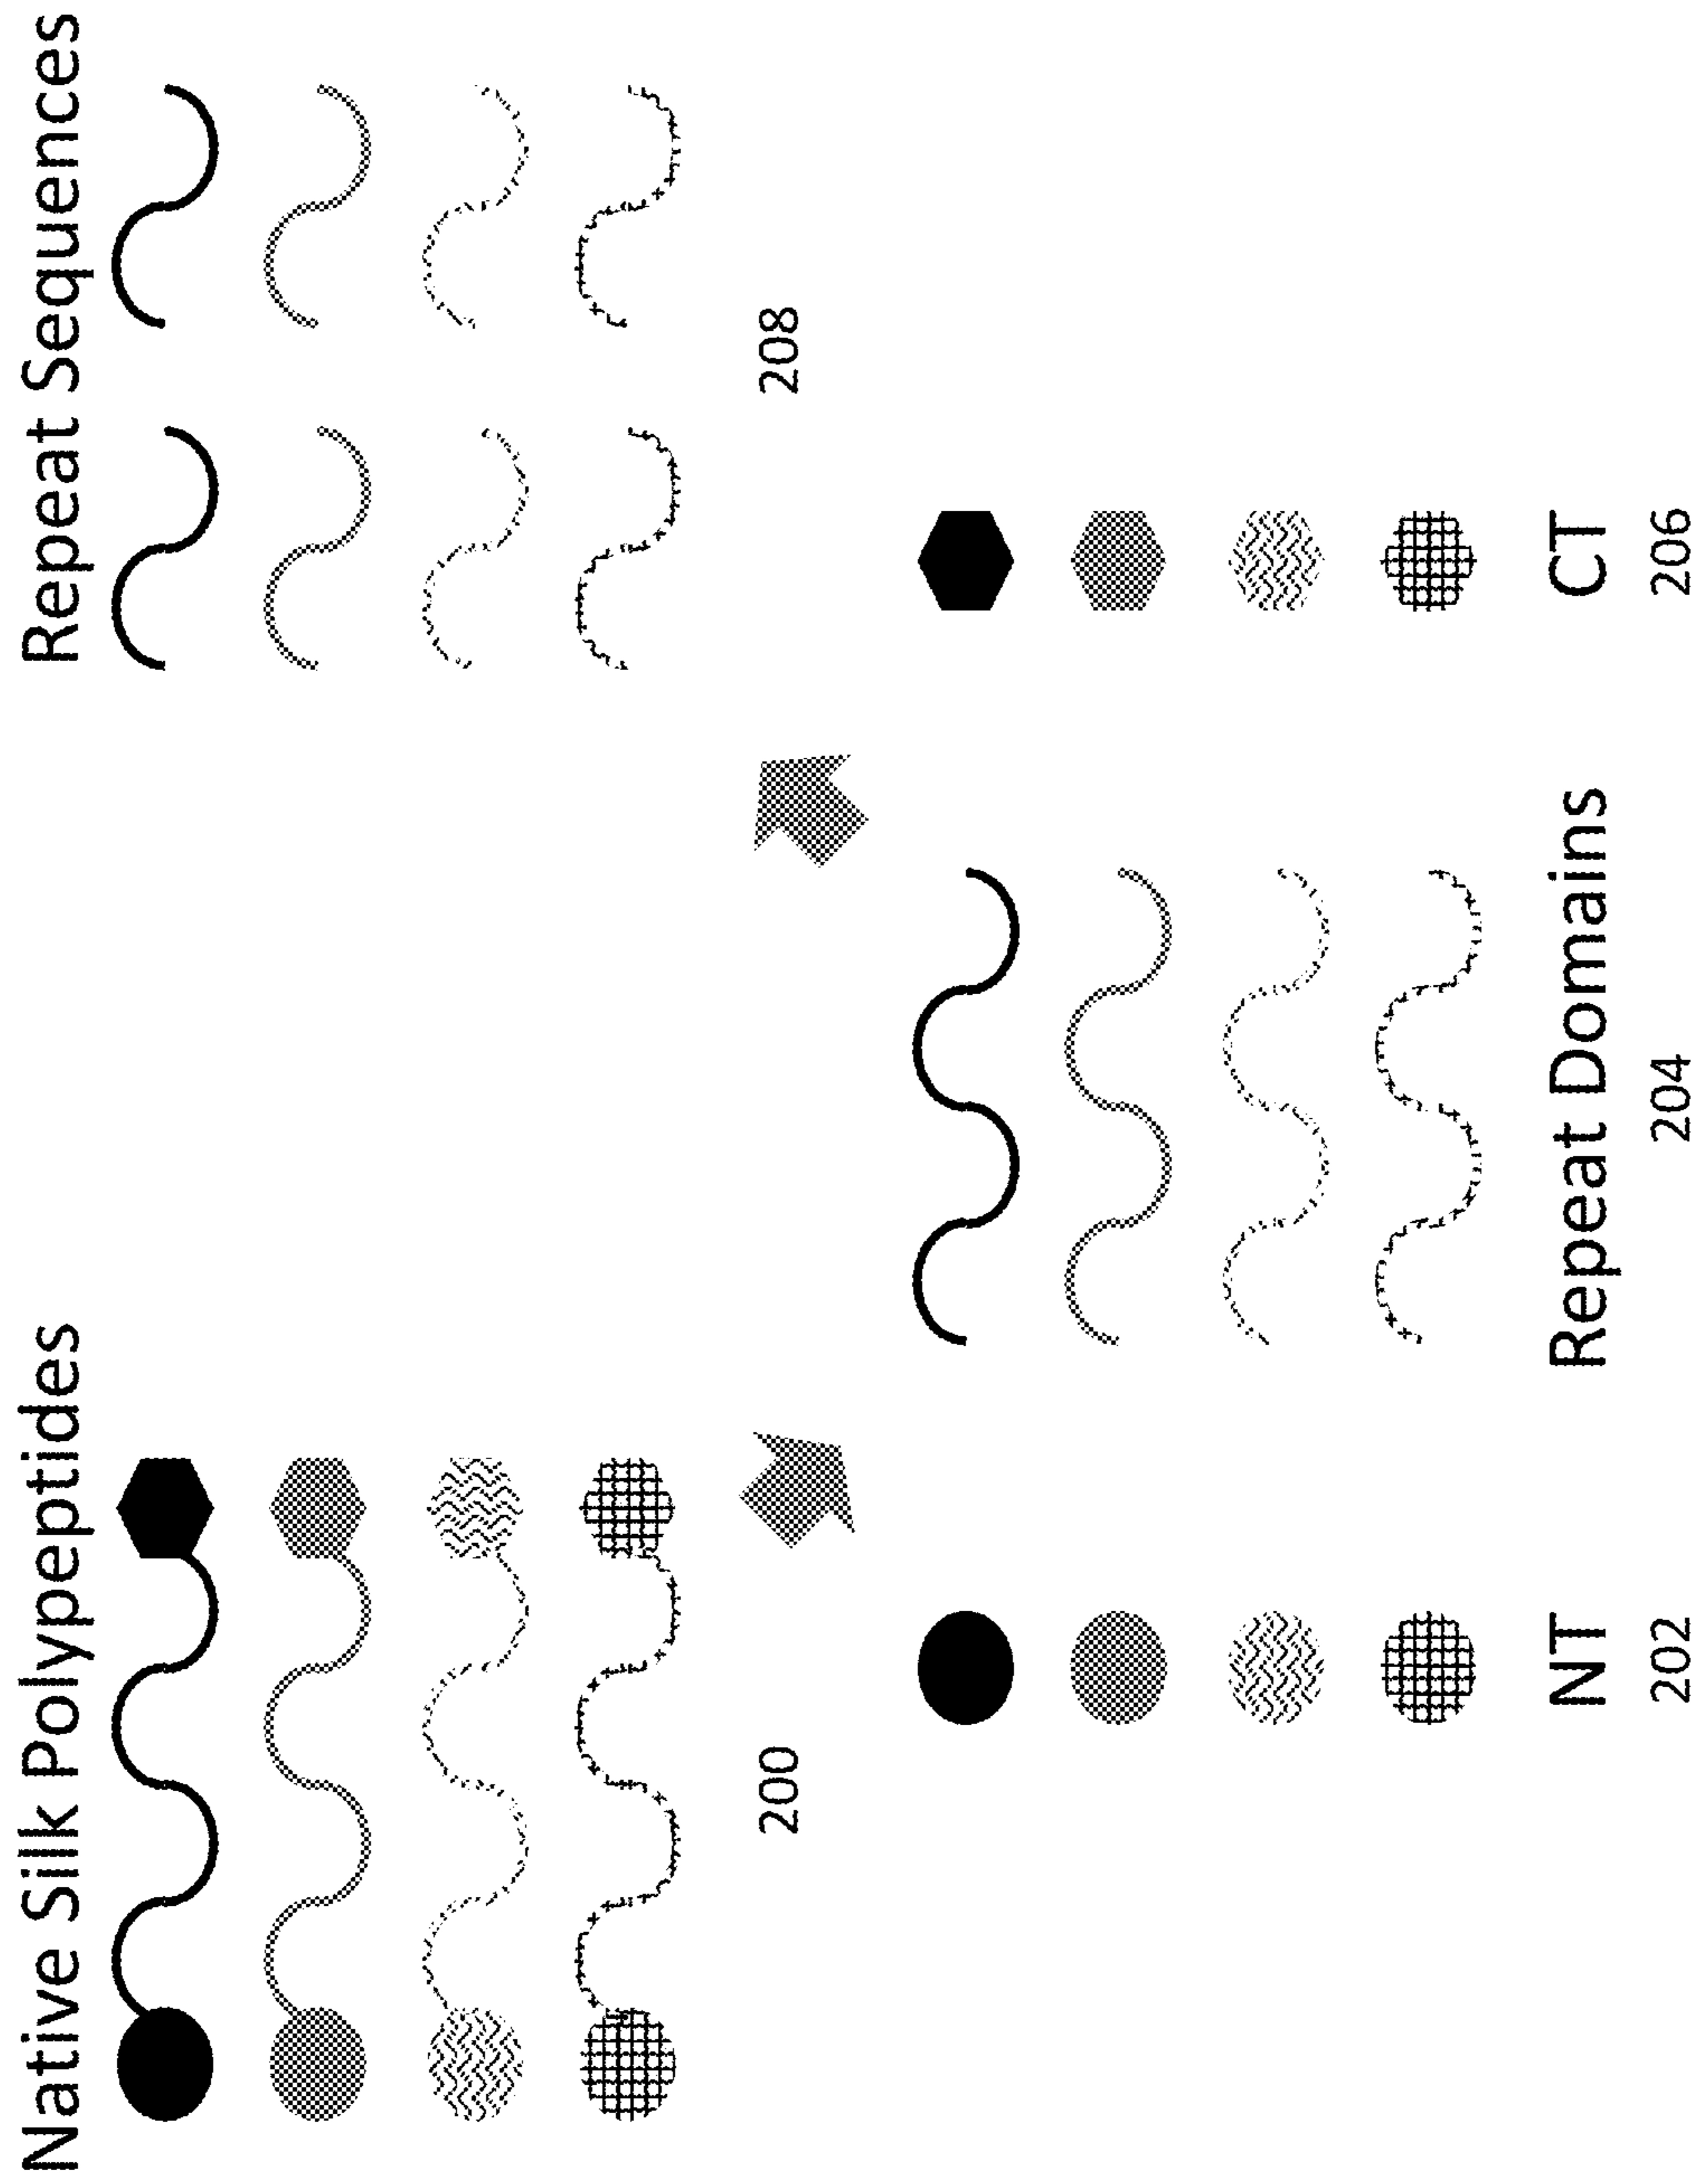 Native Silk Polypeptides
Repeat Sequences
200
208
NT
Repeat Domains
CT
202
204
206